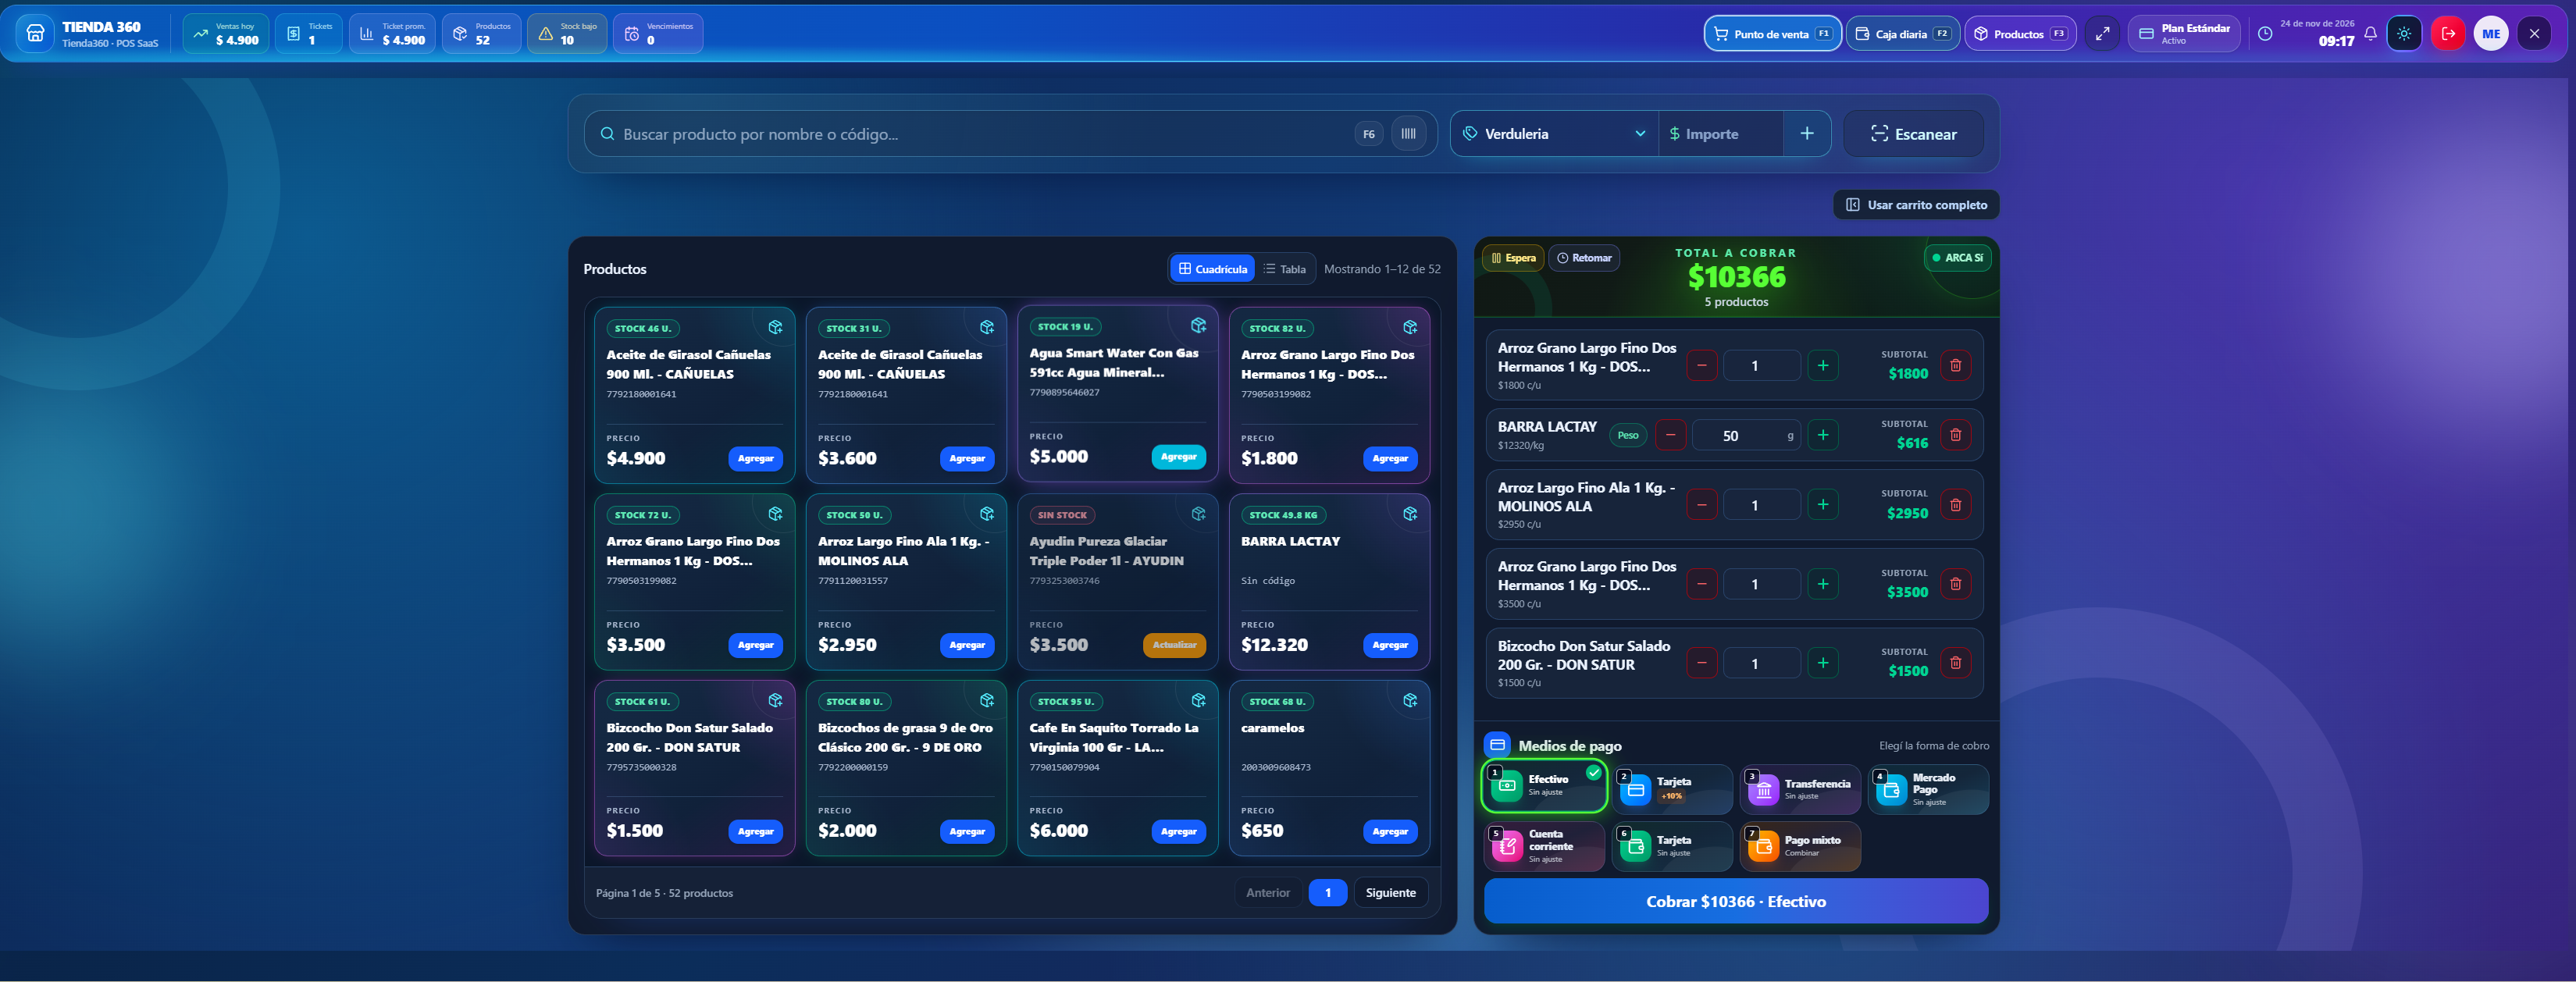 TIENDA 360
Tienda360 · POS SaaS
Ventas hoy
$ 4.900
Tickets
1
Ticket prom.
$ 4.900
Productos
52
Stock bajo
10
Vencimientos
0
Punto de venta F1
Caja diaria F2
Productos F3
Plan Estándar
Activo
24 de nov de 2026
09:17
ME
Buscar producto por nombre o código...
F6
Verduleria
$ Importe
+
Escanear
Usar carrito completo
Productos
Cuadrícula
Tabla
Mostrando 1–12 de 52
STOCK 46 U.
Aceite de Girasol Cañuelas
900 Ml. - CAÑUELAS
7792180001641
PRECIO
$4.900
Agregar
STOCK 31 U.
Aceite de Girasol Cañuelas
900 Ml. - CAÑUELAS
7792180001641
PRECIO
$3.600
Agregar
STOCK 19 U.
Agua Smart Water Con Gas
591cc Agua Mineral...
7790895646027
PRECIO
$5.000
Agregar
STOCK 82 U.
Arroz Grano Largo Fino Dos
Hermanos 1 Kg - DOS...
7790503199082
PRECIO
$1.800
Agregar
STOCK 72 U.
Arroz Grano Largo Fino Dos
Hermanos 1 Kg - DOS...
7790503199082
PRECIO
$3.500
Agregar
STOCK 50 U.
Arroz Largo Fino Ala 1 Kg. -
MOLINOS ALA
7791120031557
PRECIO
$2.950
Agregar
SIN STOCK
Ayudin Pureza Glaciar
Triple Poder 1l - AYUDIN
7793253003746
PRECIO
$3.500
Actualizar
STOCK 49.8 KG
BARRA LACTAY
Sin código
PRECIO
$12.320
Agregar
STOCK 61 U.
Bizcocho Don Satur Salado
200 Gr. - DON SATUR
7795735000328
PRECIO
$1.500
Agregar
STOCK 80 U.
Bizcochos de grasa 9 de Oro
Clásico 200 Gr. - 9 DE ORO
7792200000159
PRECIO
$2.000
Agregar
STOCK 95 U.
Cafe En Saquito Torrado La
Virginia 100 Gr - LA...
7790150079904
PRECIO
$6.000
Agregar
STOCK 68 U.
caramelos
2003009608473
PRECIO
$650
Agregar
Página 1 de 5 · 52 productos
Anterior
1
Siguiente
Espera
Retomar
TOTAL A COBRAR
$10366
5 productos
ARCA Sí
Arroz Grano Largo Fino Dos
Hermanos 1 Kg - DOS...
$1800 c/u
1
SUBTOTAL
$1800
BARRA LACTAY
$12320/kg
Peso
50 g
SUBTOTAL
$616
Arroz Largo Fino Ala 1 Kg. -
MOLINOS ALA
$2950 c/u
1
SUBTOTAL
$2950
Arroz Grano Largo Fino Dos
Hermanos 1 Kg - DOS...
$3500 c/u
1
SUBTOTAL
$3500
Bizcocho Don Satur Salado
200 Gr. - DON SATUR
$1500 c/u
1
SUBTOTAL
$1500
Medios de pago
Elegí la forma de cobro
1
Efectivo
Sin ajuste
2
Tarjeta
+10%
3
Transferencia
Sin ajuste
4
Mercado
Pago
Sin ajuste
5
Cuenta
corriente
Sin ajuste
6
Tarjeta
Sin ajuste
7
Pago mixto
Combinar
Cobrar $10366 · Efectivo